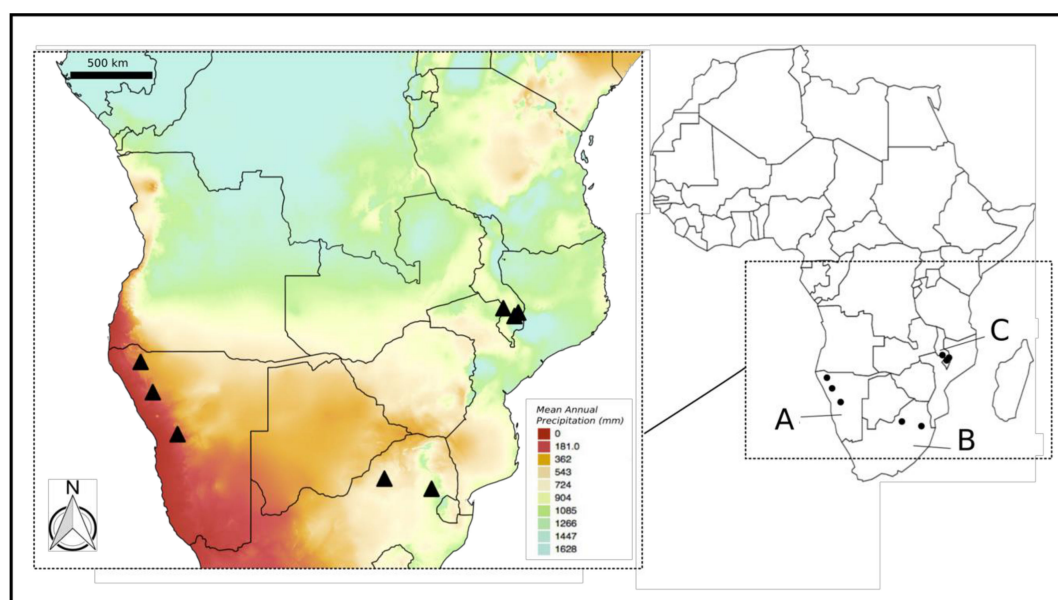 500 km
Mean Annual
Precipitation (mm)
0
181.0
362
543
724
904
1085
1266
1447
1628
N
A
B
C